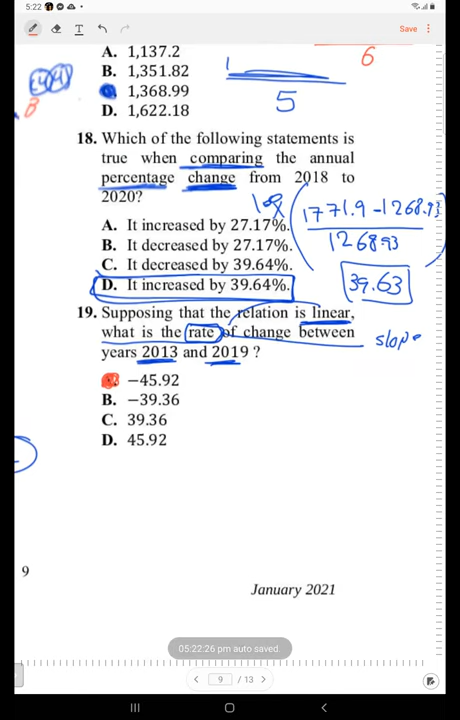 5:22
Save
A. 1,137.2
B. 1,351.82
1,368.99
D. 1,622.18
6
5
B
18. Which of the following statements is
true when comparing the annual
percentage change from 2018 to
2020?
A. It increased by 27.17%.
B. It decreased by 27.17%.
C. It decreased by 39.64%.
D. It increased by 39.64%.
1771.9 - 1268.93
1268.93
39.63
19. Supposing that the relation is linear,
what is the rate of change between
years 2013 and 2019 ?
slope
−45.92
B. −39.36
C. 39.36
D. 45.92
9
January 2021
05:22:26 pm auto saved.
9 / 13